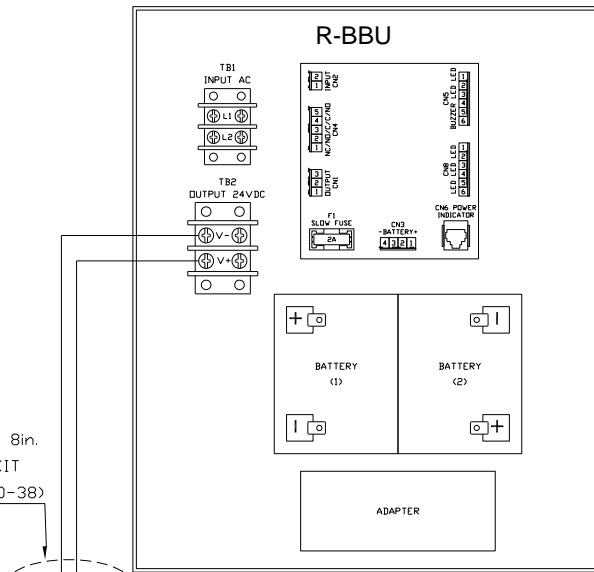 R-BBU
TB1
INPUT AC
L1
L2
TB2
OUTPUT 24VDC
V-
V+
2
1
INPUT
CN2
5
4
3
2
1
NC/NO/C/C/NO
CN4
3
2
1
OUTPUT
CN1
F1
SLOW FUSE
2A
CN3
-BATTERY+
4 3 2 1
CN5
BUZZER LED LED
1
2
3
4
5
6
CN8
LED LED LED
1
2
3
4
5
6
CN6 POWER
INDICATOR
+
BATTERY
(1)
-
-
BATTERY
(2)
+
ADAPTER
8in.
KIT
0-38)